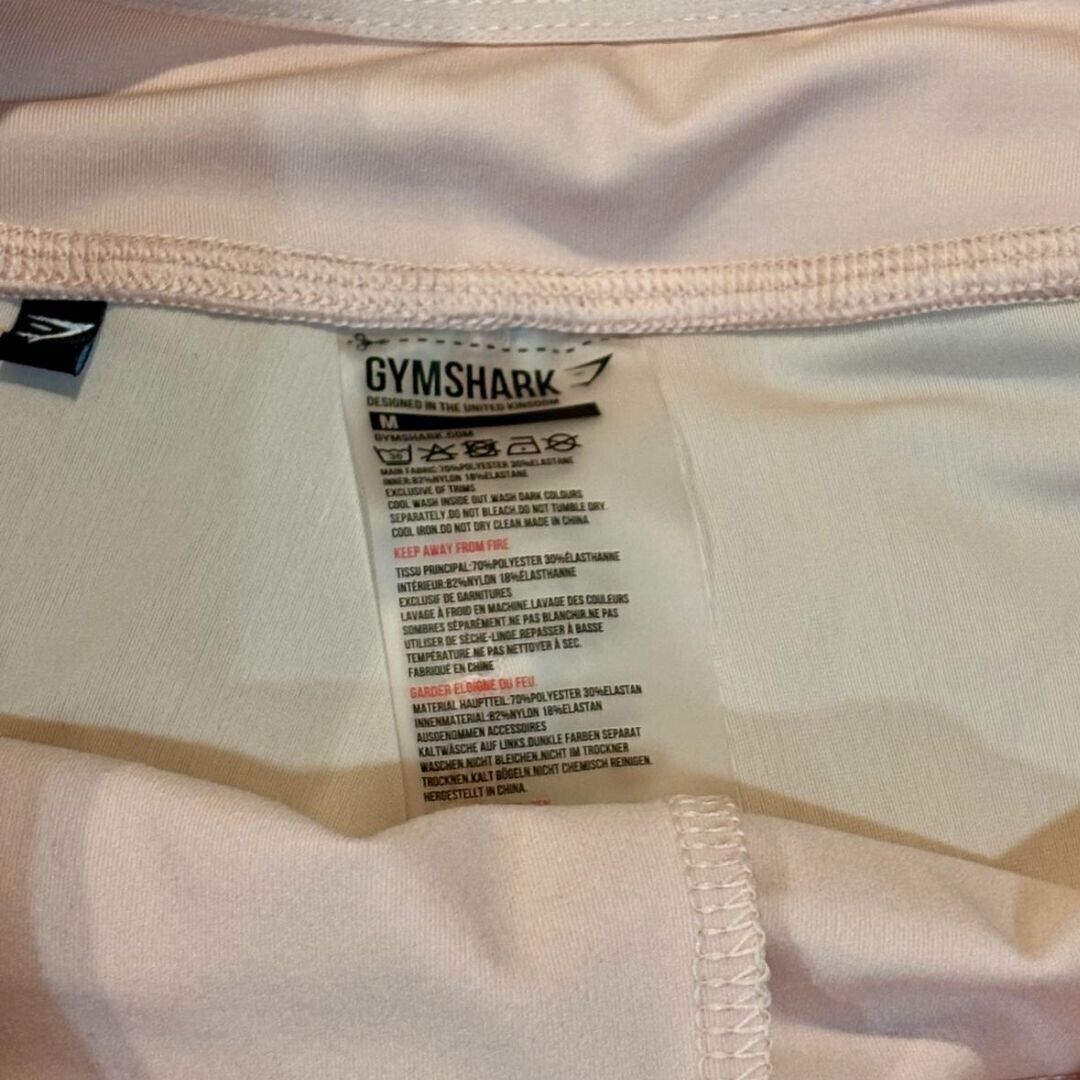 GYMSHARK
DESIGNED IN THE UNITED KINGDOM
M
GYMSHARK.COM
30
MAIN FABRIC:70%POLYESTER 30%ELASTANE
INNER:82%NYLON 18%ELASTANE
EXCLUSIVE OF TRIMS
COOL WASH INSIDE OUT.WASH DARK COLOURS
SEPARATELY.DO NOT BLEACH.DO NOT TUMBLE DRY.
COOL IRON.DO NOT DRY CLEAN.MADE IN CHINA
KEEP AWAY FROM FIRE
TISSU PRINCIPAL:70%POLYESTER 30%ÉLASTHANNE
INTÉRIEUR:82%NYLON 18%ÉLASTHANNE
EXCLUSIF DE GARNITURES
LAVAGE À FROID EN MACHINE.LAVAGE DES COULEURS
SOMBRES SÉPARÉMENT.NE PAS BLANCHIR.NE PAS
UTILISER DE SÈCHE-LINGE.REPASSER À BASSE
TEMPÉRATURE.NE PAS NETTOYER À SEC.
FABRIQUÉ EN CHINE
GARDER ELOIGNÉ DU FEU.
MATERIAL HAUPTTEIL:70%POLYESTER 30%ELASTAN
INNENMATERIAL:82%NYLON 18%ELASTAN
AUSGENOMMEN ACCESSOIRES
KALTWÄSCHE AUF LINKS.DUNKLE FARBEN SEPARAT
WASCHEN.NICHT BLEICHEN.NICHT IM TROCKNER
TROCKNEN.KALT BÜGELN.NICHT CHEMISCH REINIGEN.
HERGESTELLT IN CHINA.